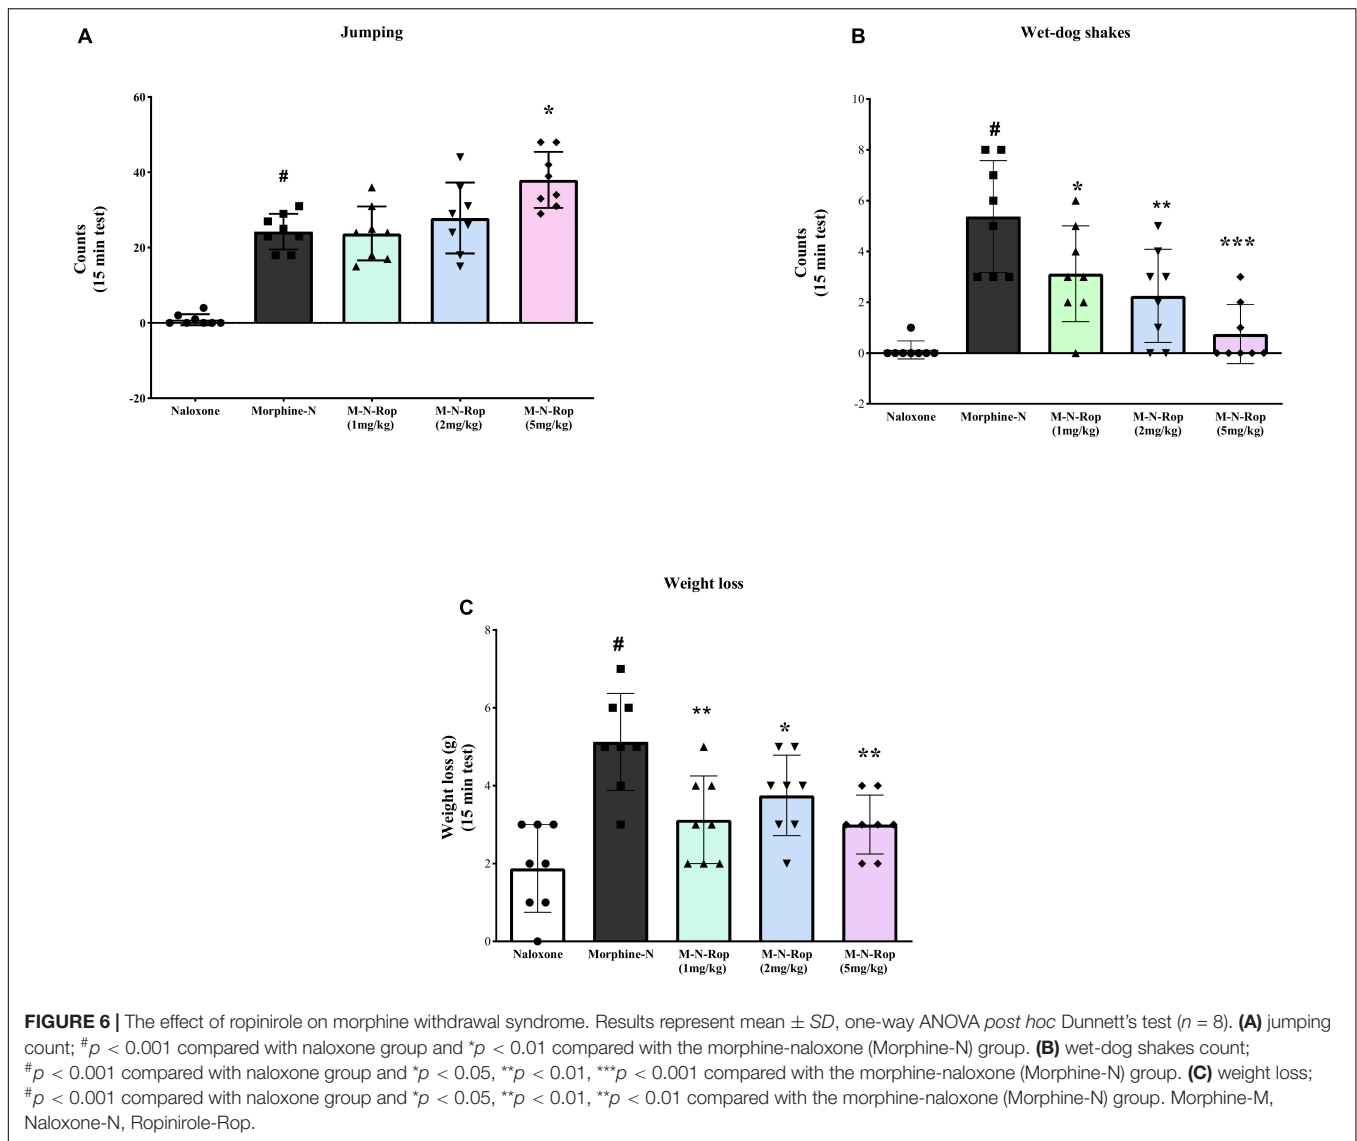 A
Jumping
60
40
20
0
-20
Counts
(15 min test)
#
*
Naloxone
Morphine-N
M-N-Rop
(1mg/kg)
M-N-Rop
(2mg/kg)
M-N-Rop
(5mg/kg)
B
Wet-dog shakes
10
8
6
4
2
0
-2
Counts
(15 min test)
#
*
**
***
Naloxone
Morphine-N
M-N-Rop
(1mg/kg)
M-N-Rop
(2mg/kg)
M-N-Rop
(5mg/kg)
Weight loss
C
8
6
4
2
0
Weight loss (g)
(15 min test)
#
**
*
**
Naloxone
Morphine-N
M-N-Rop
(1mg/kg)
M-N-Rop
(2mg/kg)
M-N-Rop
(5mg/kg)
FIGURE 6 | The effect of ropinirole on morphine withdrawal syndrome. Results represent mean ± SD, one-way ANOVA post hoc Dunnett's test (n = 8). (A) jumping
count; #p < 0.001 compared with naloxone group and *p < 0.01 compared with the morphine-naloxone (Morphine-N) group. (B) wet-dog shakes count;
#p < 0.001 compared with naloxone group and *p < 0.05, **p < 0.01, ***p < 0.001 compared with the morphine-naloxone (Morphine-N) group. (C) weight loss;
#p < 0.001 compared with naloxone group and *p < 0.05, **p < 0.01, **p < 0.01 compared with the morphine-naloxone (Morphine-N) group. Morphine-M,
Naloxone-N, Ropinirole-Rop.